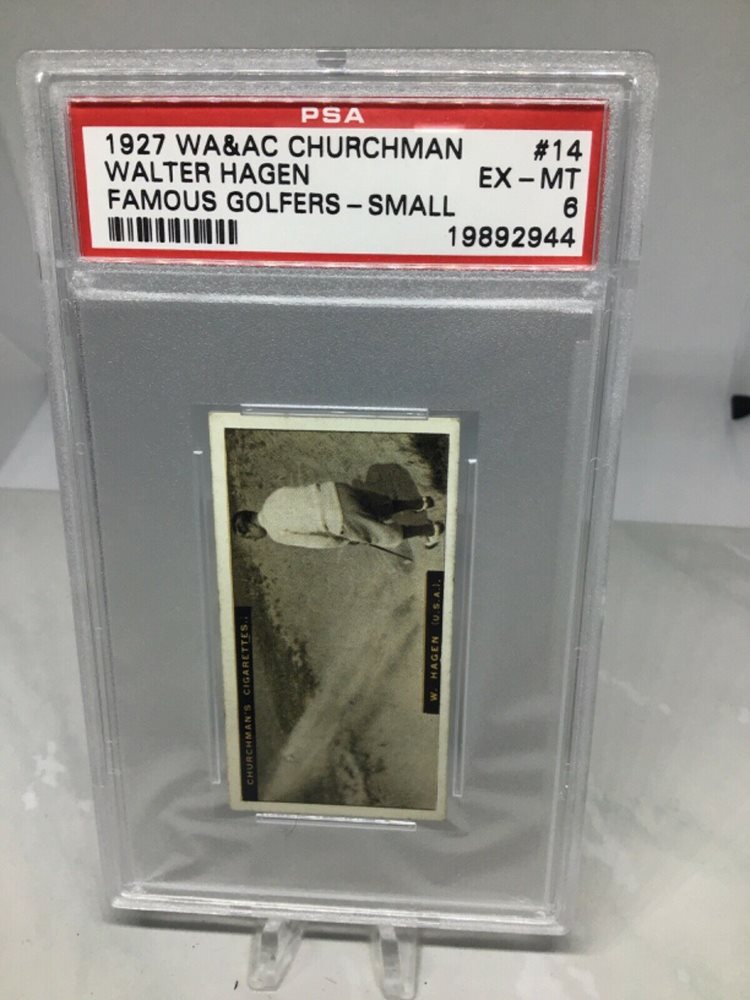 PSA
1927 WA&AC CHURCHMAN #14
WALTER HAGEN EX-MT
FAMOUS GOLFERS-SMALL 6
19892944
CHURCHMAN'S CIGARETTES.
W. HAGEN (U.S.A.).